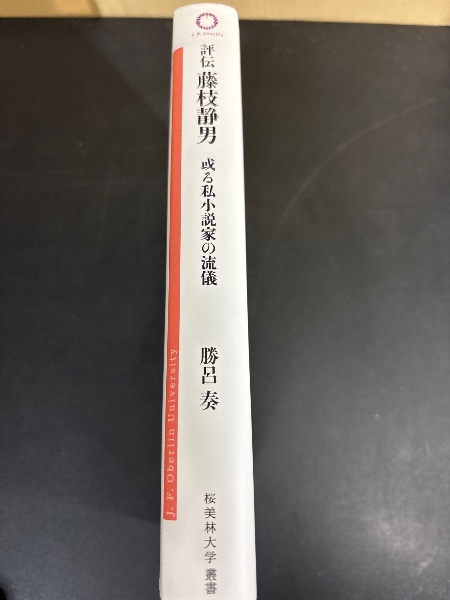 J. F. Oberlin
評伝 藤枝静男 或る私小説家の流儀
勝呂 奏
桜美林大学叢書
J. F. Oberlin University